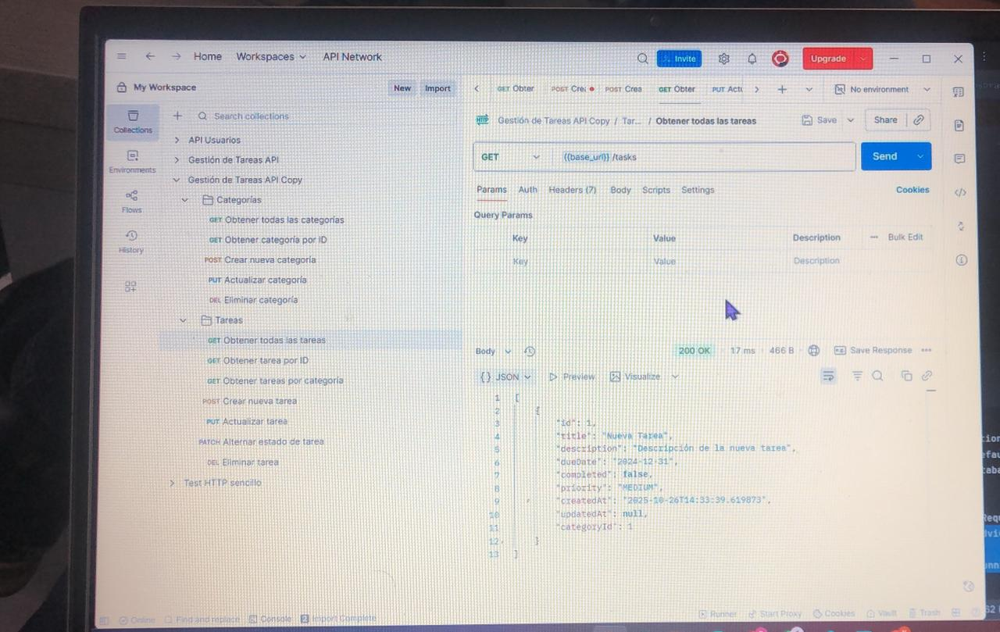 Home Workspaces API Network Invite Upgrade
My Workspace New Import
GET Obter POST Crea POST Crea GET Obter PUT Actu No environment
Collections
Search collections
HTTP Gestión de Tareas API Copy / Tar... / Obtener todas las tareas Save Share
API Usuarios
Environments
Gestión de Tareas API
GET {{base_url}} /tasks Send
Gestión de Tareas API Copy
Params Auth Headers (7) Body Scripts Settings Cookies
Flows
Categorías
Query Params
GET Obtener todas las categorías
Key Value Description Bulk Edit
History
GET Obtener categoría por ID
POST Crear nueva categoría
Key Value Description
PUT Actualizar categoría
DEL Eliminar categoría
Tareas
GET Obtener todas las tareas
Body 200 OK 17 ms 466 B Save Response
GET Obtener tarea por ID
{} JSON Preview Visualize
GET Obtener tareas por categoría
POST Crear nueva tarea
PUT Actualizar tarea
PATCH Alternar estado de tarea
DEL Eliminar tarea
Test HTTP sencillo
1 [
2 {
3 "id": 1,
4 "title": "Nueva Tarea",
5 "description": "Descripción de la nueva tarea",
6 "dueDate": "2024-12-31",
7 "completed": false,
8 "priority": "MEDIUM",
9 "createdAt": "2025-10-26T14:33:39.619873",
10 "updatedAt": null,
11 "categoryId": 1
12 }
13 ]
Online Find and replace Console Import Complete Runner Start Proxy Cookies Vault Trash